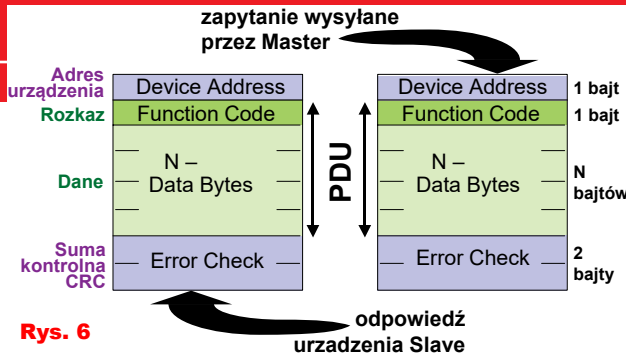 zapytanie wysyłane
przez Master
Adres
urządzenia
Device Address
Device Address
1 bajt
Rozkaz
Function Code
Function Code
1 bajt
Dane
N –
Data Bytes
PDU
N –
Data Bytes
N
bajtów
Suma
kontrolna
CRC
Error Check
Error Check
2
bajty
Rys. 6
odpowiedź
urzadzenia Slave